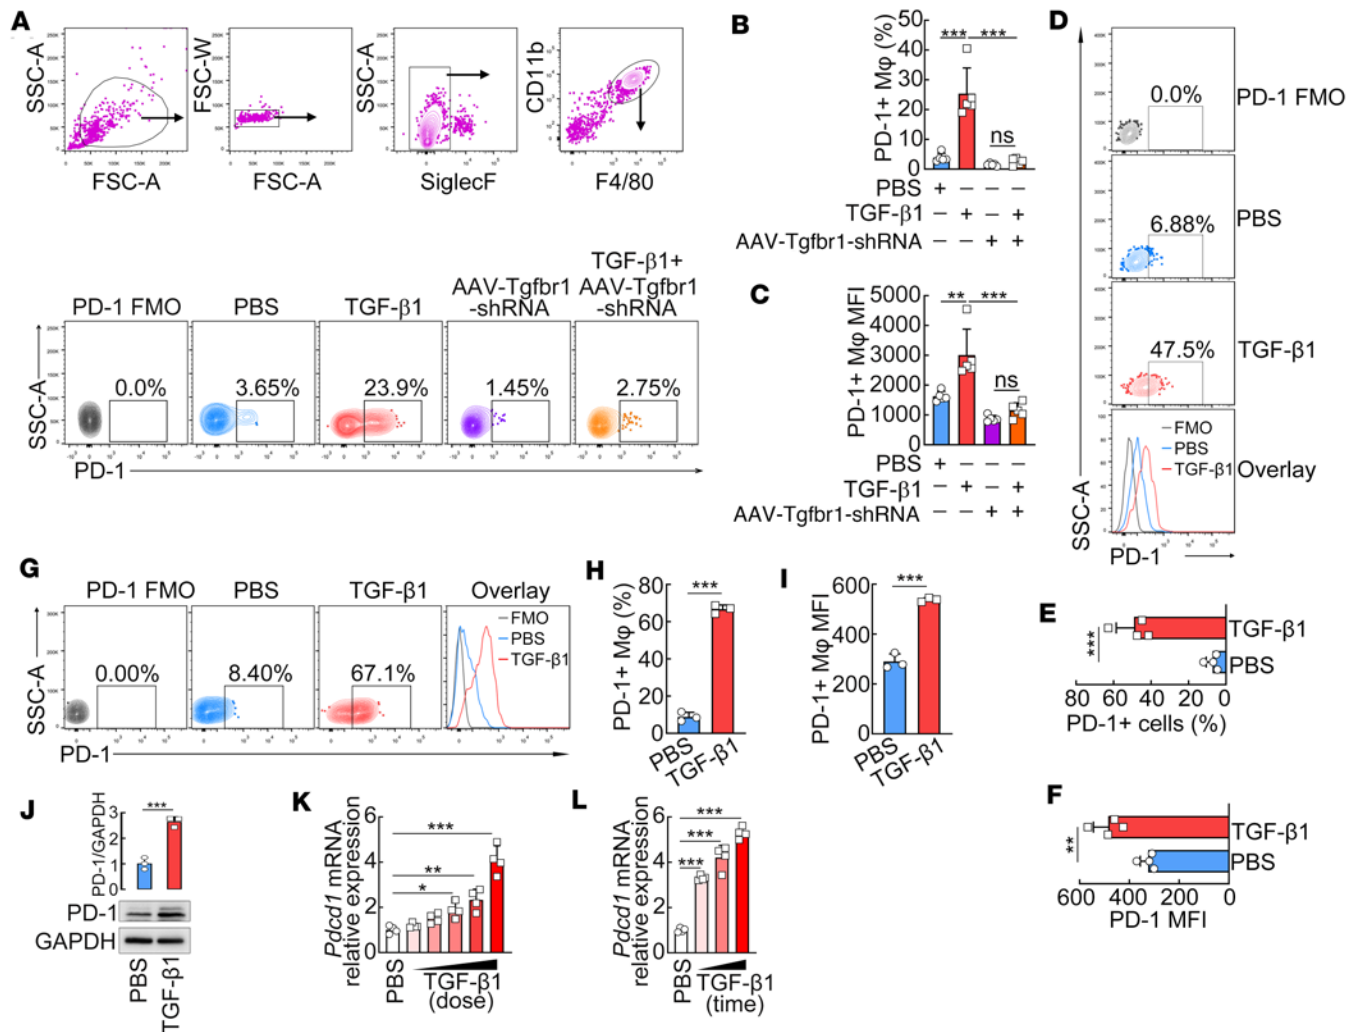 A
SSC-A
FSC-A
FSC-W
FSC-A
SSC-A
SiglecF
CD11b
F4/80
PD-1 FMO
PBS
TGF-β1
AAV-Tgfbr1
-shRNA
TGF-β1+
AAV-Tgfbr1
-shRNA
SSC-A
0.0%
3.65%
23.9%
1.45%
2.75%
PD-1
B
PD-1+ Mφ (%)
50
40
30
20
10
0
***
***
ns
PBS
+ − − −
TGF-β1
− + − +
AAV-Tgfbr1-shRNA
− − + +
C
PD-1+ Mφ MFI
5000
4000
3000
2000
1000
0
**
***
ns
PBS
+ − − −
TGF-β1
− + − +
AAV-Tgfbr1-shRNA
− − + +
D
0.0%
PD-1 FMO
6.88%
PBS
47.5%
TGF-β1
FMO
PBS
TGF-β1
Overlay
SSC-A
PD-1
E
***
TGF-β1
PBS
80 60 40 20 0
PD-1+ cells (%)
F
**
TGF-β1
PBS
600 400 200 0
PD-1 MFI
G
PD-1 FMO
PBS
TGF-β1
Overlay
SSC-A
0.00%
8.40%
67.1%
FMO
PBS
TGF-β1
PD-1
H
PD-1+ Mφ (%)
80
60
40
20
0
***
PBS
TGF-β1
I
PD-1+ Mφ MFI
600
400
200
0
***
PBS
TGF-β1
J
PD-1/GAPDH
3
2
1
0
***
PD-1
GAPDH
PBS
TGF-β1
K
Pdcd1 mRNA
relative expression
6
4
2
0
***
**
*
PBS
TGF-β1
(dose)
L
Pdcd1 mRNA
relative expression
6
4
2
0
***
***
***
PBS
TGF-β1
(time)